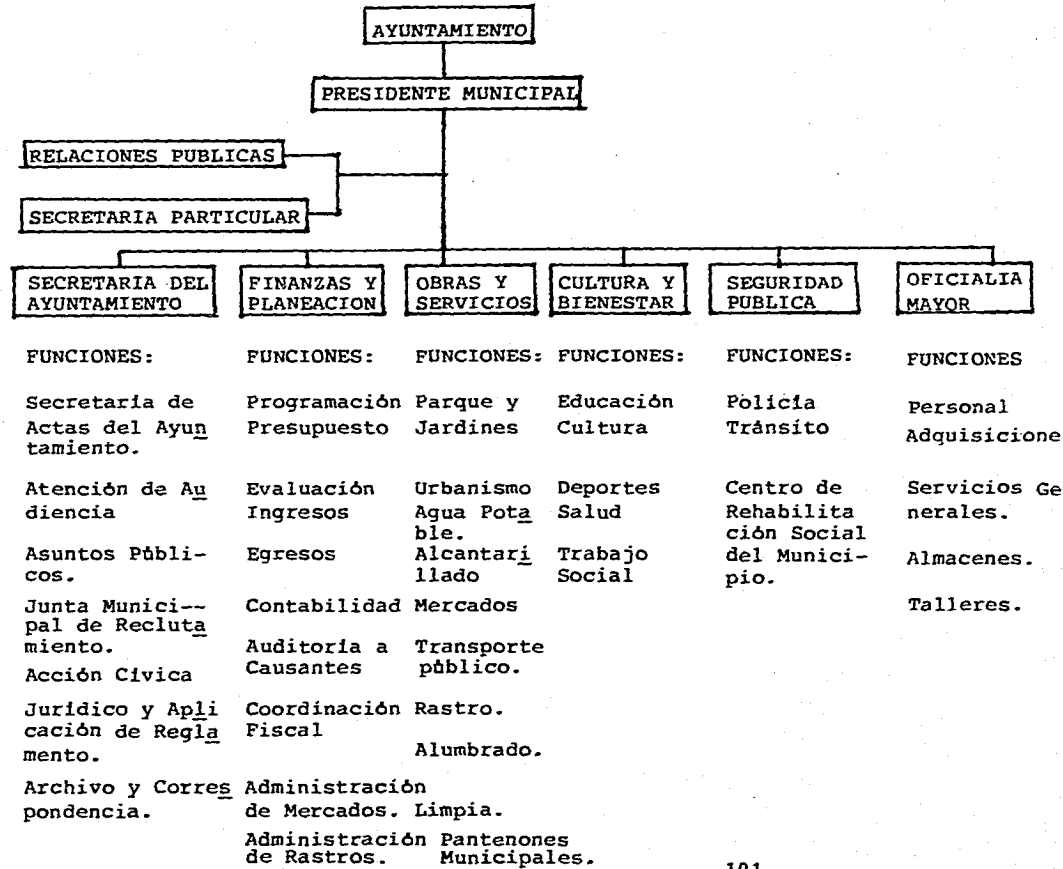 AYUNTAMIENTO
PRESIDENTE MUNICIPAL
RELACIONES PUBLICAS
SECRETARIA PARTICULAR
SECRETARIA DEL
AYUNTAMIENTO
FUNCIONES:
Secretaría de
Actas del Ayun
tamiento.
Atención de Au
diencia
Asuntos Públi-
cos.
Junta Munici--
pal de Recluta
miento.
Acción Cívica
Jurídico y Apli
cación de Regla
mento.
Archivo y Corres
pondencia.
FINANZAS Y
PLANEACION
FUNCIONES:
Programación
Presupuesto
Evaluación
Ingresos
Egresos
Contabilidad
Auditoría a
Causantes
Coordinación
Fiscal
Administración
de Mercados.
Administración
de Rastros.
OBRAS Y
SERVICIOS
FUNCIONES:
Parque y
Jardines
Urbanismo
Agua Pota
ble.
Alcantari
llado
Mercados
Transporte
público.
Rastro.
Alumbrado.
Limpia.
Pantenones
Municipales.
CULTURA Y
BIENESTAR
FUNCIONES:
Educación
Cultura
Deportes
Salud
Trabajo
Social
SEGURIDAD
PUBLICA
FUNCIONES:
Policía
Tránsito
Centro de
Rehabilita
ción Social
del Munici-
pio.
OFICIALIA
MAYOR
FUNCIONES
Personal
Adquisicione
Servicios Ge
nerales.
Almacenes.
Talleres.